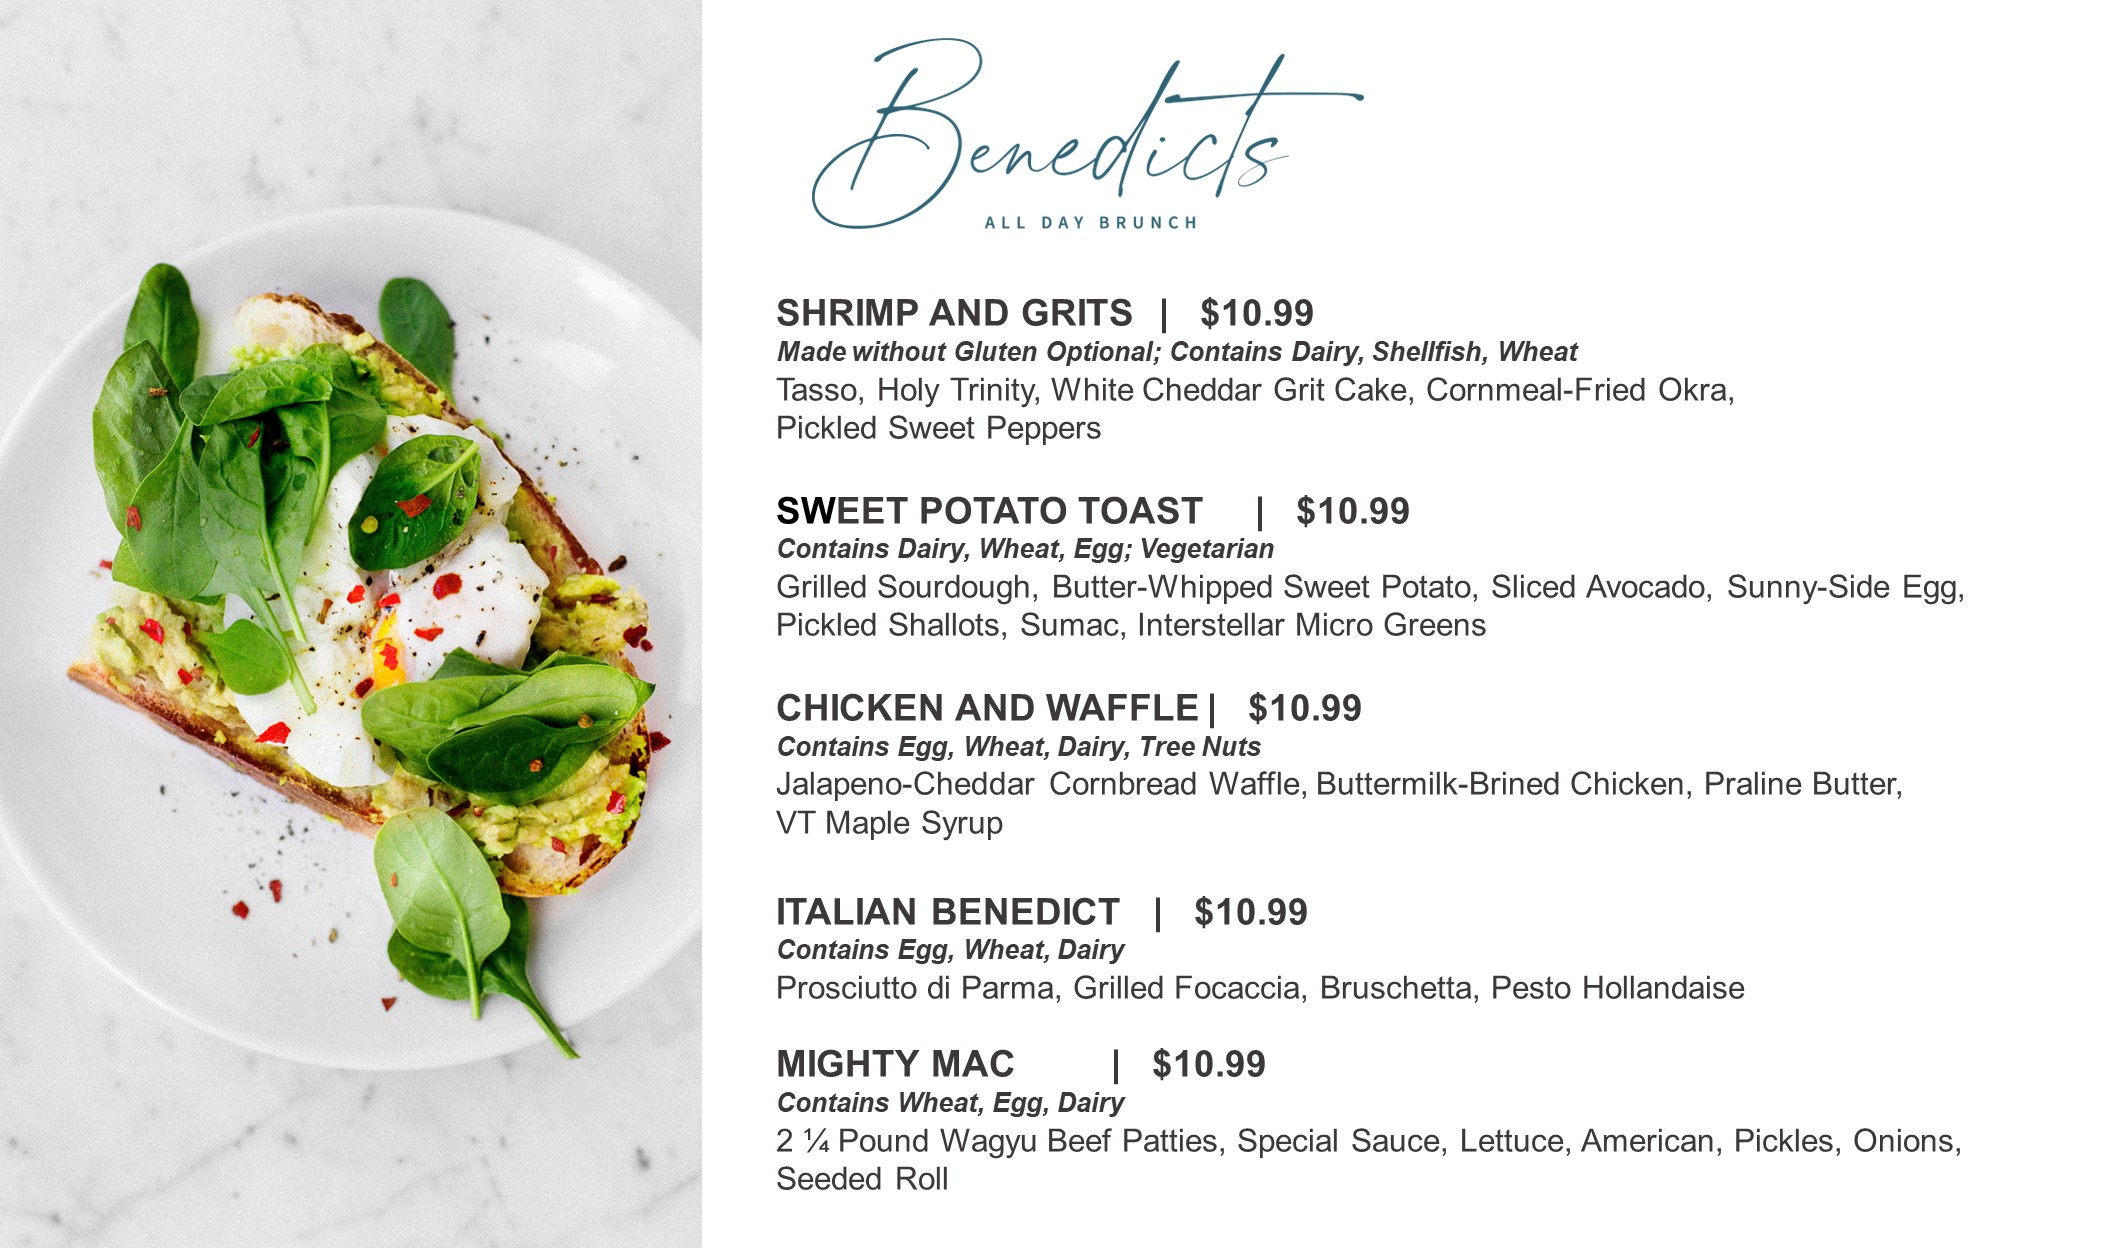 Benedicts
ALL DAY BRUNCH
SHRIMP AND GRITS | $10.99
Made without Gluten Optional; Contains Dairy, Shellfish, Wheat
Tasso, Holy Trinity, White Cheddar Grit Cake, Cornmeal-Fried Okra,
Pickled Sweet Peppers
SWEET POTATO TOAST | $10.99
Contains Dairy, Wheat, Egg; Vegetarian
Grilled Sourdough, Butter-Whipped Sweet Potato, Sliced Avocado, Sunny-Side Egg,
Pickled Shallots, Sumac, Interstellar Micro Greens
CHICKEN AND WAFFLE | $10.99
Contains Egg, Wheat, Dairy, Tree Nuts
Jalapeno-Cheddar Cornbread Waffle, Buttermilk-Brined Chicken, Praline Butter,
VT Maple Syrup
ITALIAN BENEDICT | $10.99
Contains Egg, Wheat, Dairy
Prosciutto di Parma, Grilled Focaccia, Bruschetta, Pesto Hollandaise
MIGHTY MAC | $10.99
Contains Wheat, Egg, Dairy
2 ¼ Pound Wagyu Beef Patties, Special Sauce, Lettuce, American, Pickles, Onions,
Seeded Roll